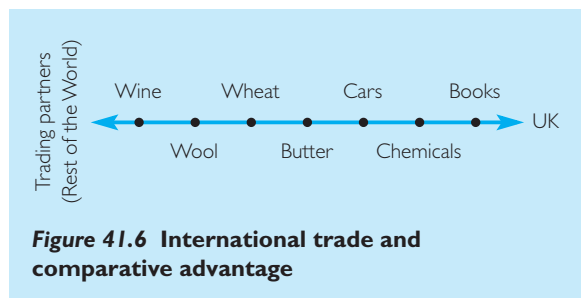 Trading partners
(Rest of the World)
Wine
Wheat
Cars
Books
UK
Wool
Butter
Chemicals
Figure 41.6 International trade and
comparative advantage